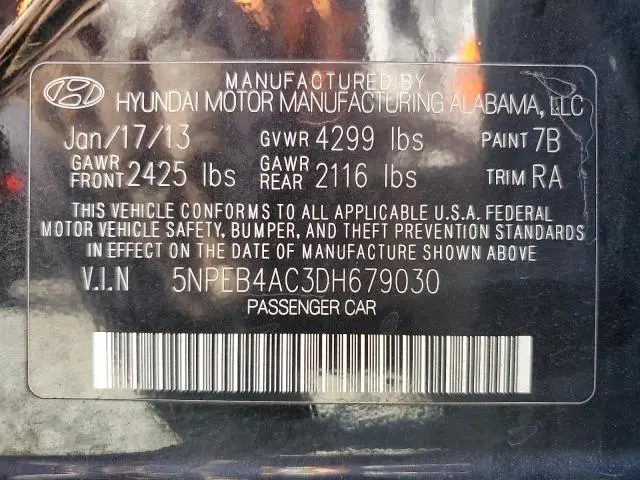 MANUFACTURED BY
HYUNDAI MOTOR MANUFACTURING ALABAMA, LLC
Jan/17/13 GVWR 4299 lbs PAINT 7B
GAWR FRONT 2425 lbs GAWR REAR 2116 lbs TRIM RA
THIS VEHICLE CONFORMS TO ALL APPLICABLE U.S.A. FEDERAL
MOTOR VEHICLE SAFETY, BUMPER, AND THEFT PREVENTION STANDARDS
IN EFFECT ON THE DATE OF MANUFACTURE SHOWN ABOVE
V.I.N 5NPEB4AC3DH679030
PASSENGER CAR